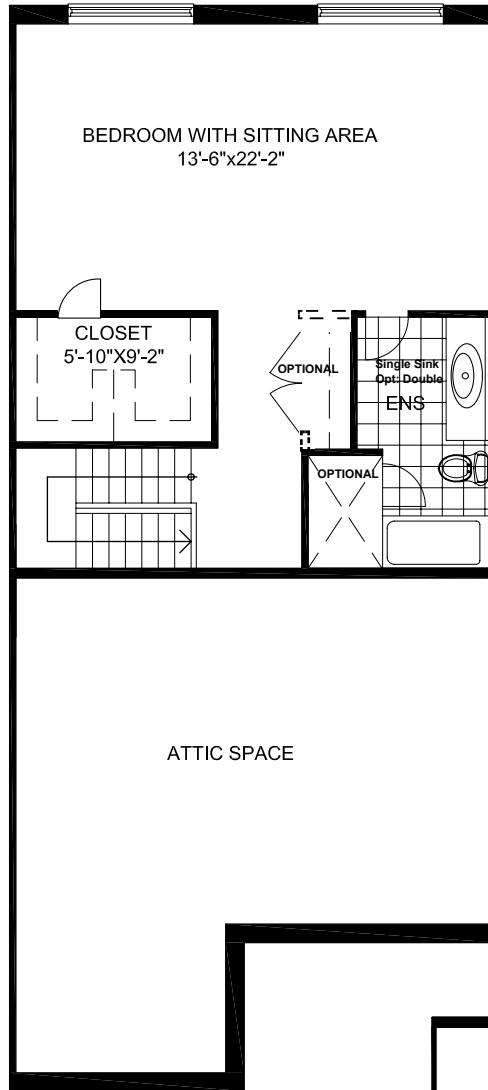 BEDROOM WITH SITTING AREA
13'-6"x22'-2"
CLOSET
5'-10"X9'-2"
OPTIONAL
Single Sink
Opt: Double
ENS
OPTIONAL
ATTIC SPACE